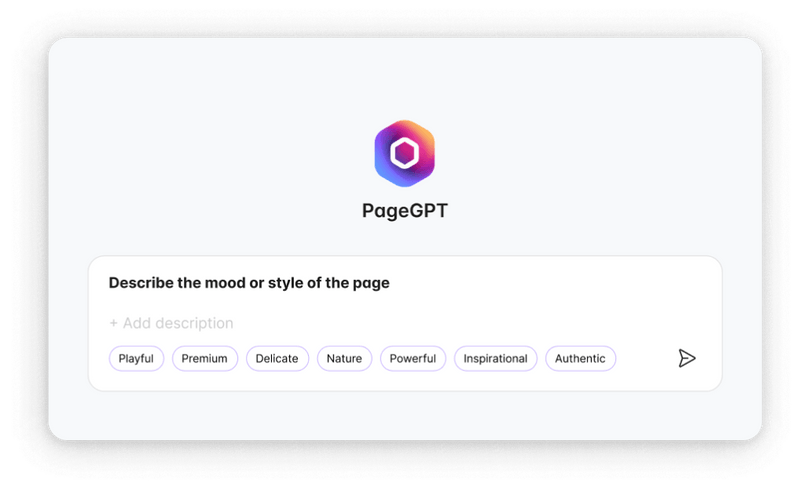 PageGPT
Describe the mood or style of the page
+ Add description
Playful Premium Delicate Nature Powerful Inspirational Authentic